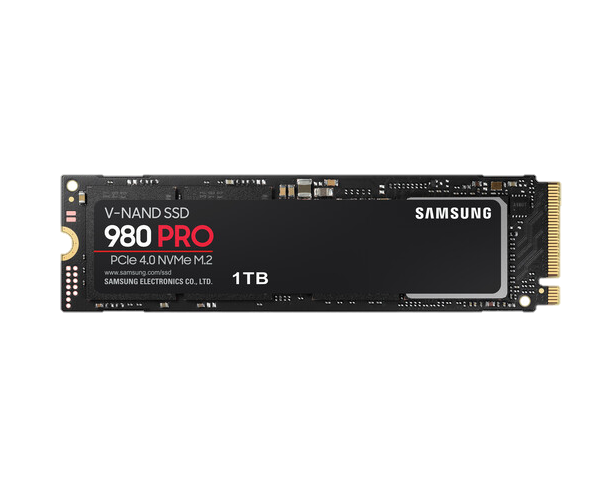 V-NAND SSD
980 PRO
PCIe 4.0 NVMe M.2
www.samsung.com/ssd
SAMSUNG ELECTRONICS CO., LTD.
1TB
SAMSUNG